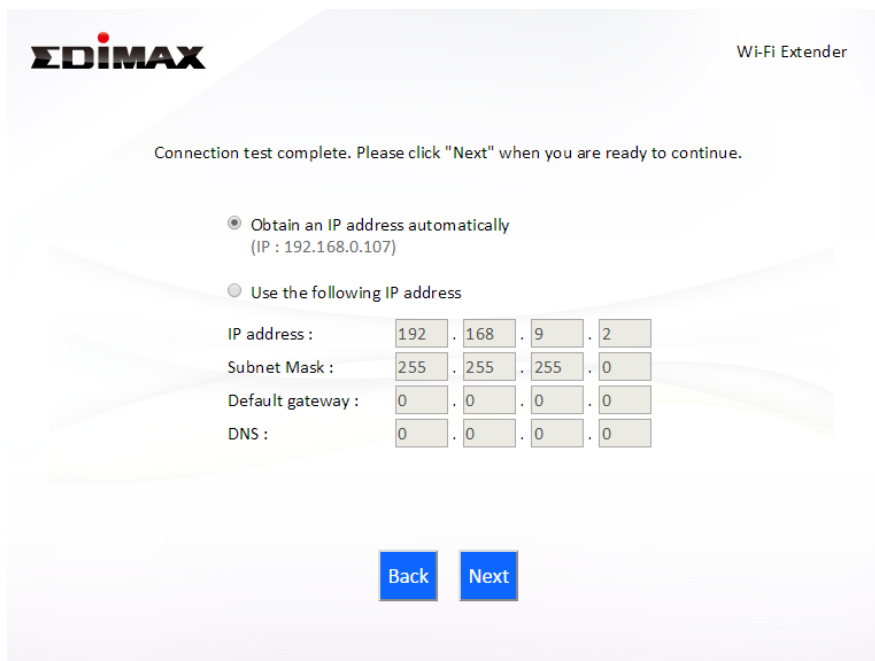 EDIMAX
Wi-Fi Extender
Connection test complete. Please click "Next" when you are ready to continue.
Obtain an IP address automatically
(IP : 192.168.0.107)
Use the following IP address
IP address : 192 . 168 . 9 . 2
Subnet Mask : 255 . 255 . 255 . 0
Default gateway : 0 . 0 . 0 . 0
DNS : 0 . 0 . 0 . 0
Back Next